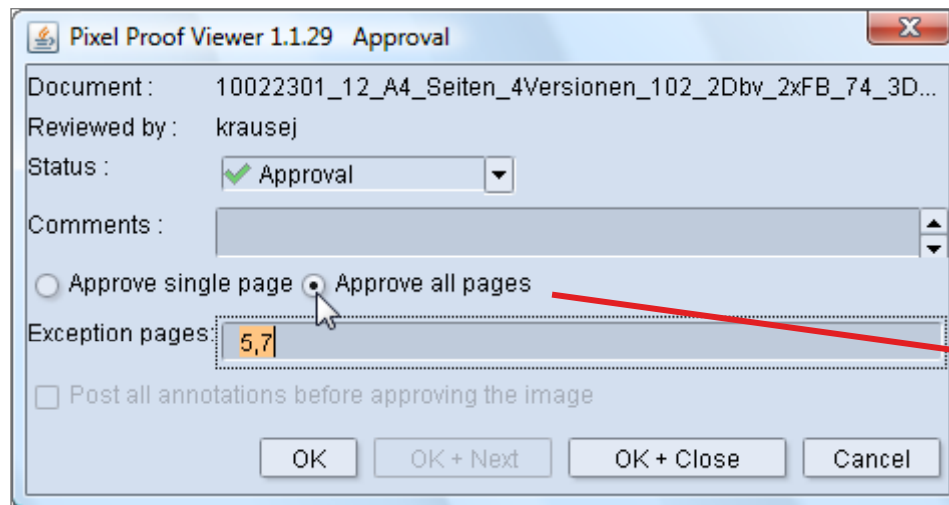 Pixel Proof Viewer 1.1.29 Approval
Document : 10022301_12_A4_Seiten_4Versionen_102_2Dbv_2xFB_74_3D...
Reviewed by : krausej
Status : Approval
Comments :
Approve single page Approve all pages
Exception pages: 5,7
Post all annotations before approving the image
OK OK + Next OK + Close Cancel